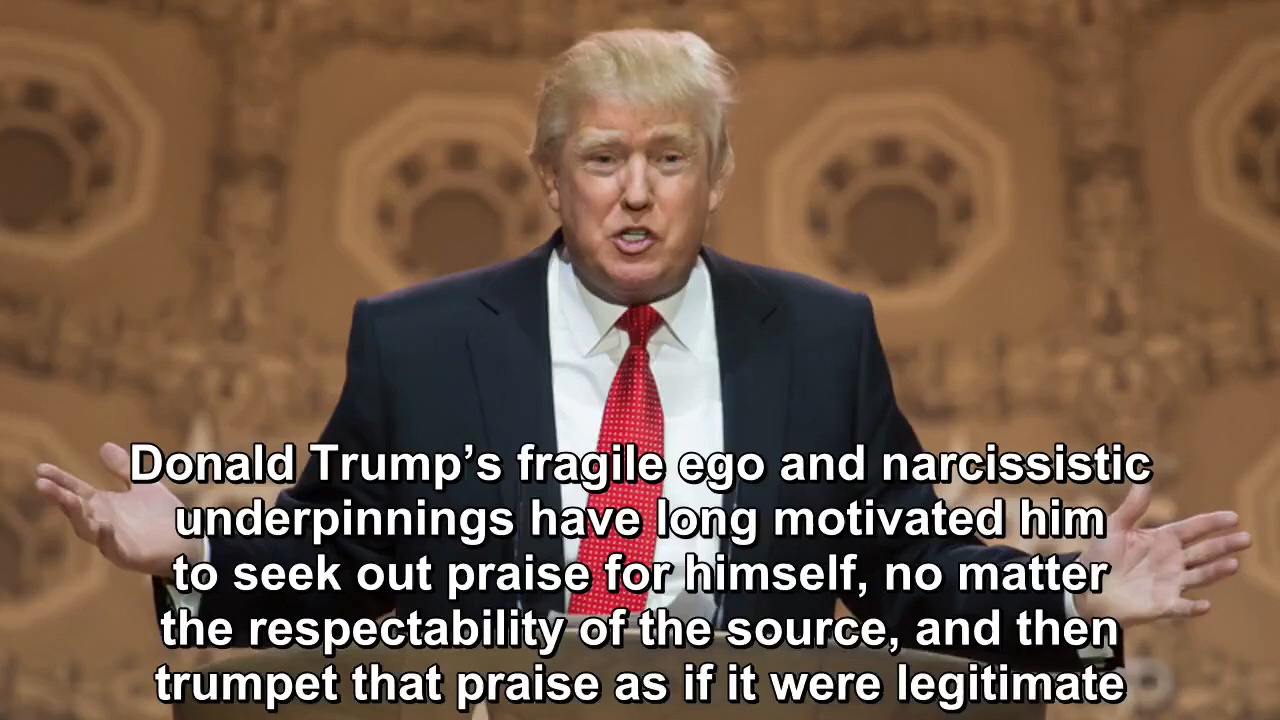 Donald Trump’s fragile ego and narcissistic
underpinnings have long motivated him
to seek out praise for himself, no matter
the respectability of the source, and then
trumpet that praise as if it were legitimate